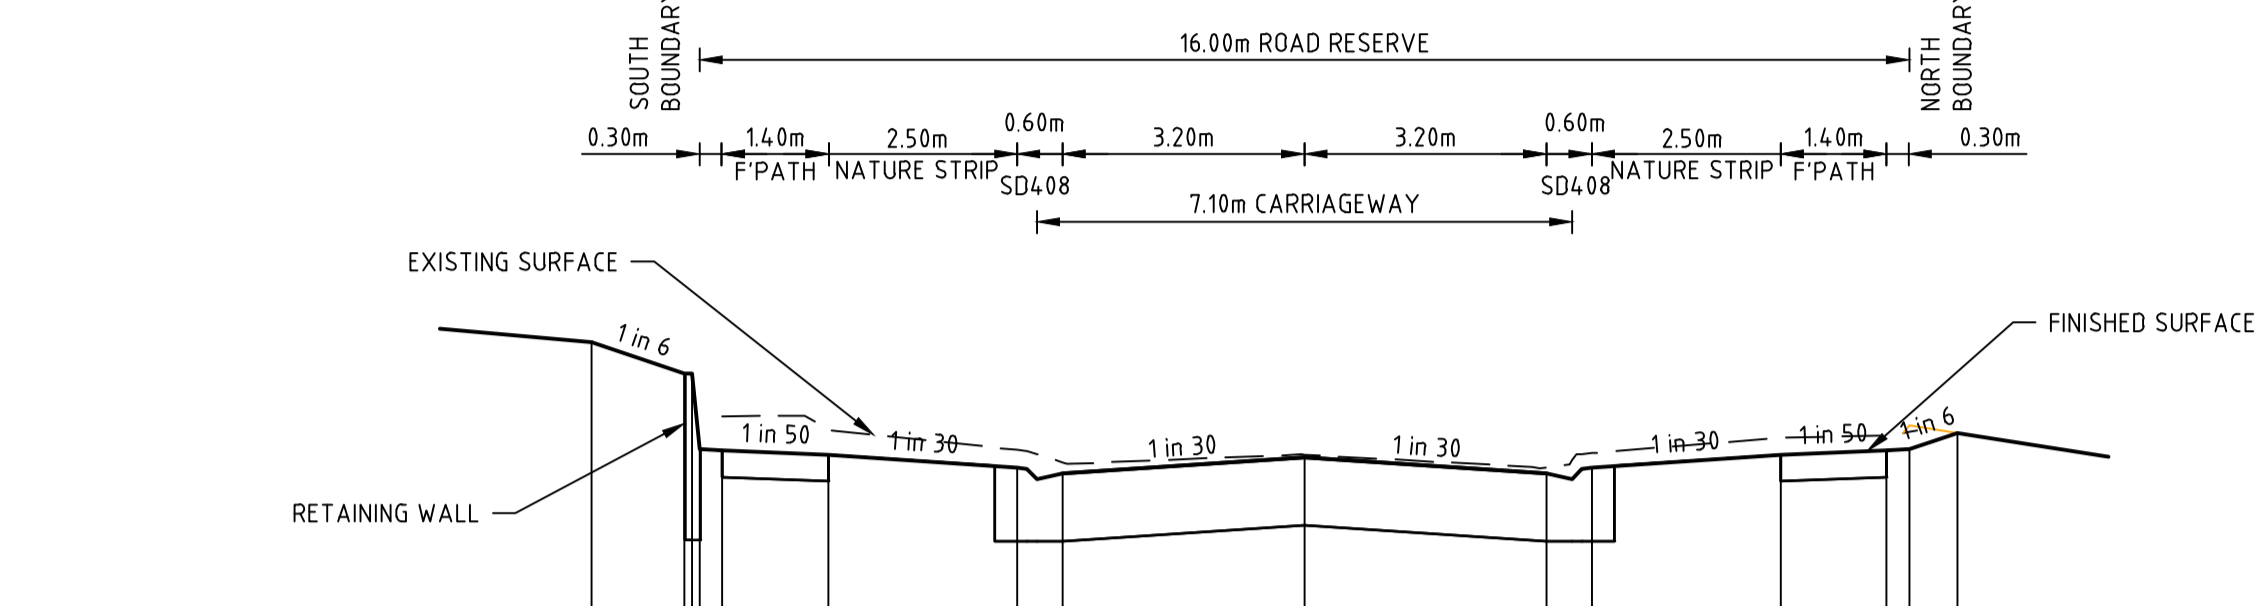 SOUTH
BOUNDARY
16.00m ROAD RESERVE
NORTH
BOUNDARY
0.30m
1.40m
2.50m
0.60m
3.20m
3.20m
0.60m
2.50m
1.40m
0.30m
F'PATH
NATURE STRIP
SD408
SD408
NATURE STRIP
F'PATH
7.10m CARRIAGEWAY
EXISTING SURFACE
FINISHED SURFACE
1 in 6
1 in 50
1 in 30
1 in 30
1 in 30
1 in 30
1 in 50
1 in 6
RETAINING WALL